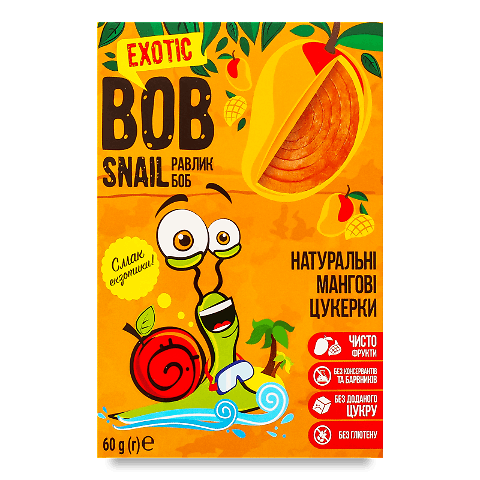 EXOTIC
BOB
SNAIL
РАВЛИК
БОБ
Смак
екзотики!
НАТУРАЛЬНІ
МАНГОВІ
ЦУКЕРКИ
ЧИСТО
ФРУКТИ
БЕЗ КОНСЕРВАНТІВ
ТА БАРВНИКІВ
БЕЗ ДОДАНОГО
ЦУКРУ
БЕЗ ГЛЮТЕНУ
60 g (г) ℮